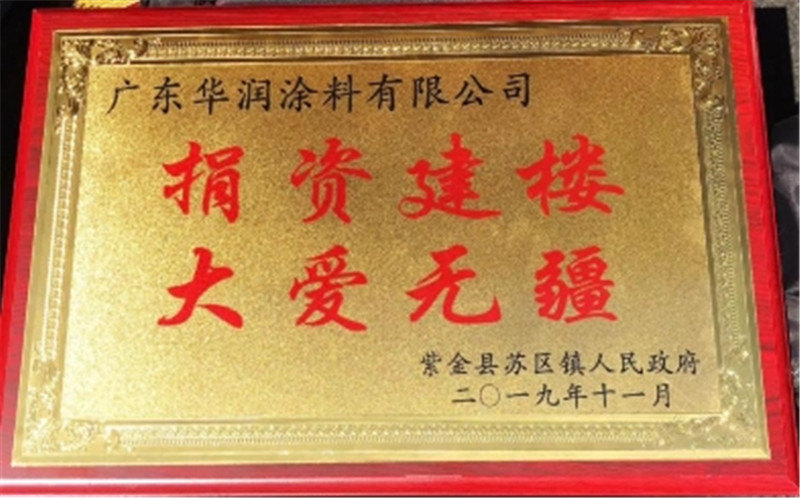 广东华润涂料有限公司
捐资建楼
大爱无疆
紫金县苏区镇人民政府
二〇一九年十一月